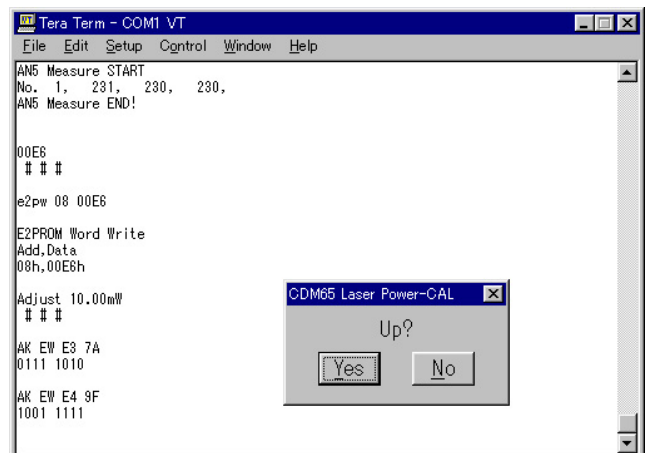 Tera Term - COM1 VT
File Edit Setup Control Window Help
AN5 Measure START
No. 1, 231, 230, 230,
AN5 Measure END!
00E6
# # #
e2pw 08 00E6
E2PROM Word Write
Add,Data
08h,00E6h
Adjust 10.00mW
# # #
AK EW E3 7A
0111 1010
AK EW E4 9F
1001 1111
CDM65 Laser Power-CAL
Up?
Yes No